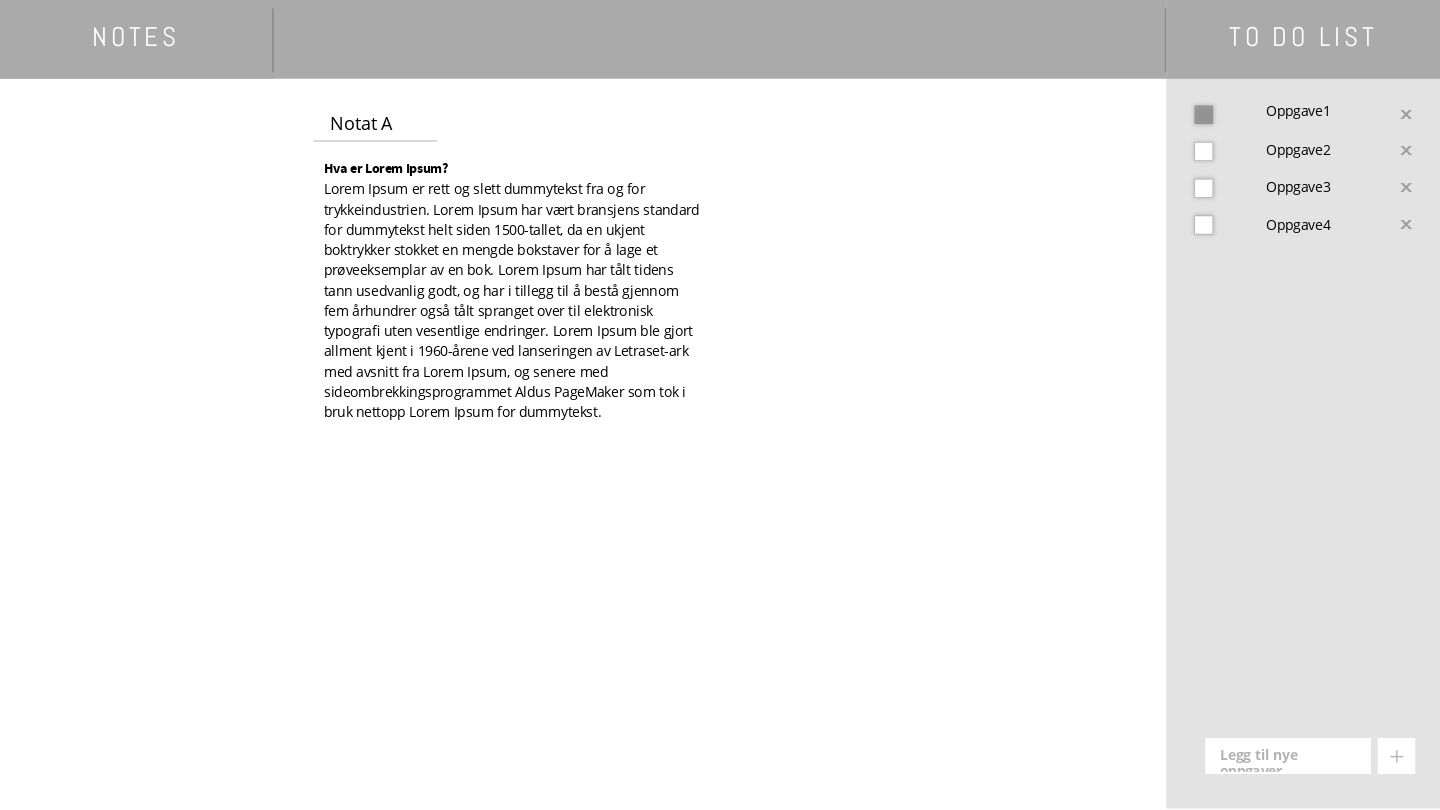 NOTES
TO DO LIST
Notat A
Hva er Lorem Ipsum?
Lorem Ipsum er rett og slett dummytekst fra og for
trykkeindustrien. Lorem Ipsum har vært bransjens standard
for dummytekst helt siden 1500-tallet, da en ukjent
boktrykker stokket en mengde bokstaver for å lage et
prøveeksemplar av en bok. Lorem Ipsum har tålt tidens
tann usedvanlig godt, og har i tillegg til å bestå gjennom
fem århundrer også tålt spranget over til elektronisk
typografi uten vesentlige endringer. Lorem Ipsum ble gjort
allment kjent i 1960-årene ved lanseringen av Letraset-ark
med avsnitt fra Lorem Ipsum, og senere med
sideombrekkingsprogrammet Aldus PageMaker som tok i
bruk nettopp Lorem Ipsum for dummytekst.
Oppgave1 x
Oppgave2 x
Oppgave3 x
Oppgave4 x
Legg til nye +
oppgaver